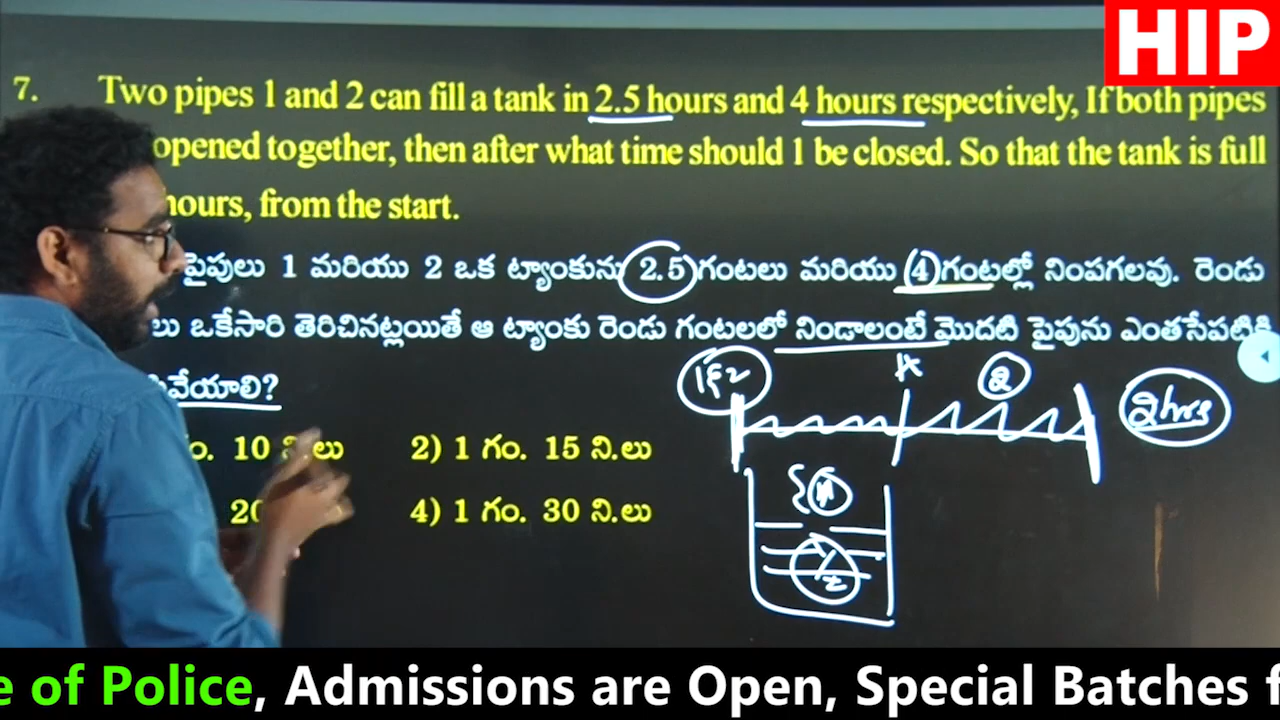 HIP
7. Two pipes 1 and 2 can fill a tank in 2.5 hours and 4 hours respectively, If both pipes
opened together, then after what time should 1 be closed. So that the tank is full
hours, from the start.
పైపులు 1 మరియు 2 ఒక ట్యాంకును 2.5 గంటలు మరియు 4 గంటల్లో నింపగలవు. రెండు
లు ఒకేసారి తెరిచినట్లయితే ఆ ట్యాంకు రెండు గంటలలో నిండాలంటే మొదటి పైపును ఎంతసేపటికి
వేయాలి?
1 & 2
2
2hrs
గం. 10 ని.లు 2) 1 గం. 15 ని.లు
20 4) 1 గం. 30 ని.లు
e of Police, Admissions are Open, Special Batches f